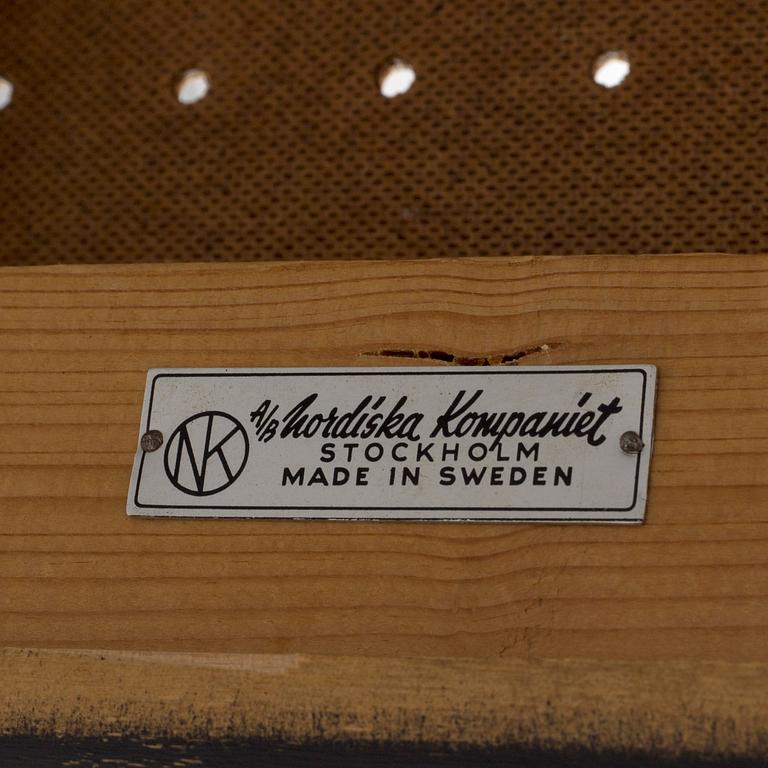 NK
A/B Nordiska Kompaniet
STOCKHOLM
MADE IN SWEDEN